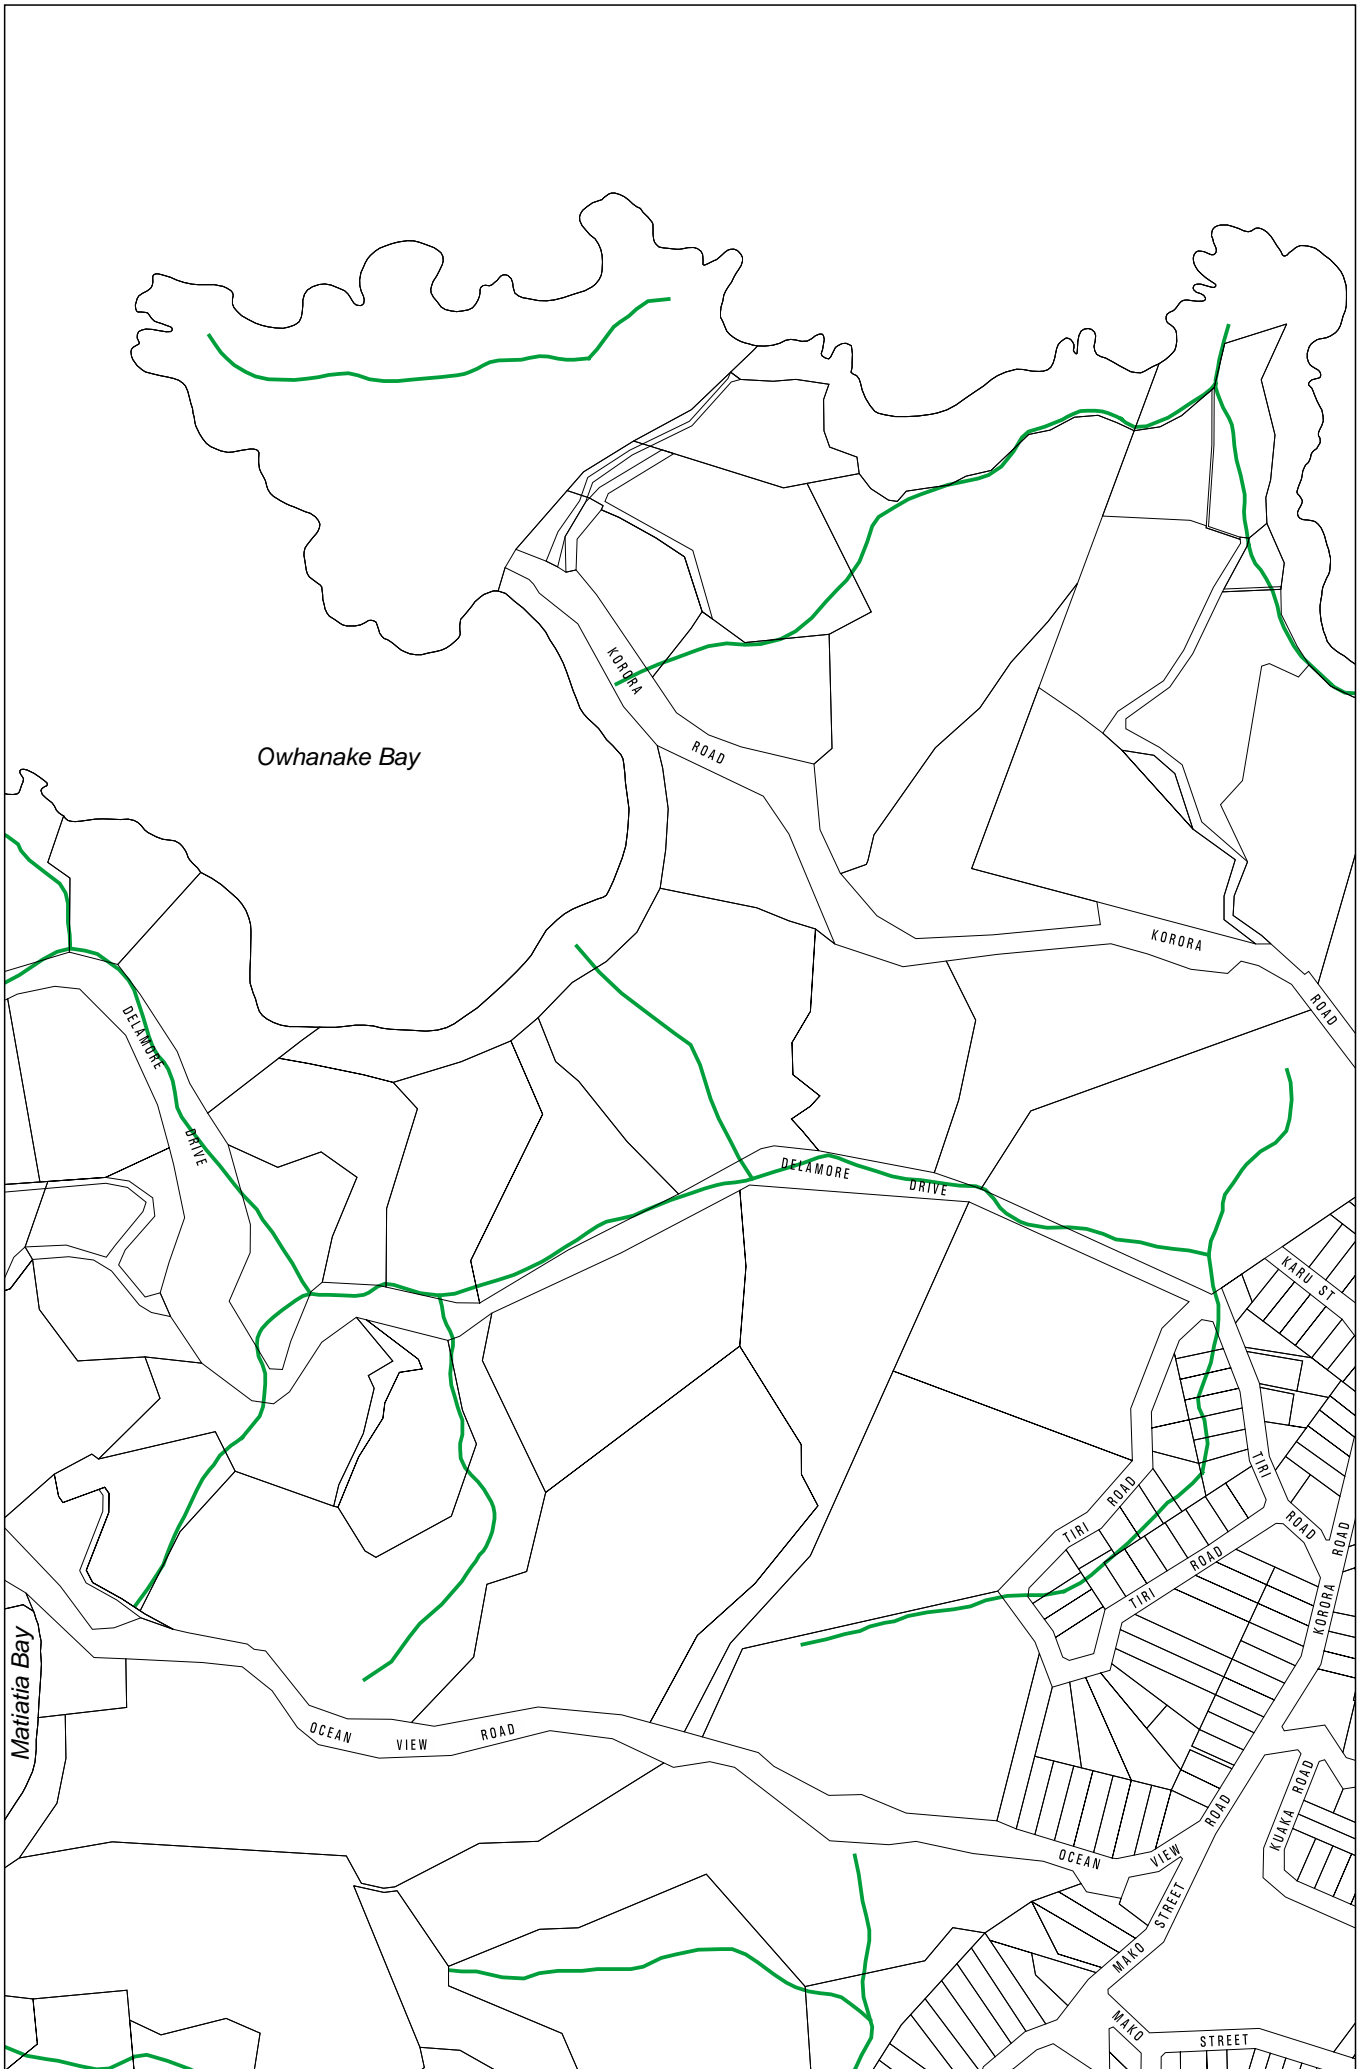 KORORA
ROAD
Owhanake Bay
KORORA
ROAD
DELAMORE
DRIVE
DELAMORE
DRIVE
KARU ST
TIRI
ROAD
TIRI
ROAD
TIRI
ROAD
KORORA
ROAD
Matiatia Bay
OCEAN
VIEW
ROAD
KUAKA
ROAD
OCEAN
VIEW
ROAD
MAKO
STREET
MAKO
STREET